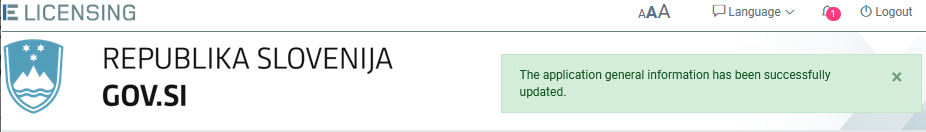 E LICENSING
AAA
Language
1
Logout
REPUBLIKA SLOVENIJA
GOV.SI
The application general information has been successfully
updated.
×